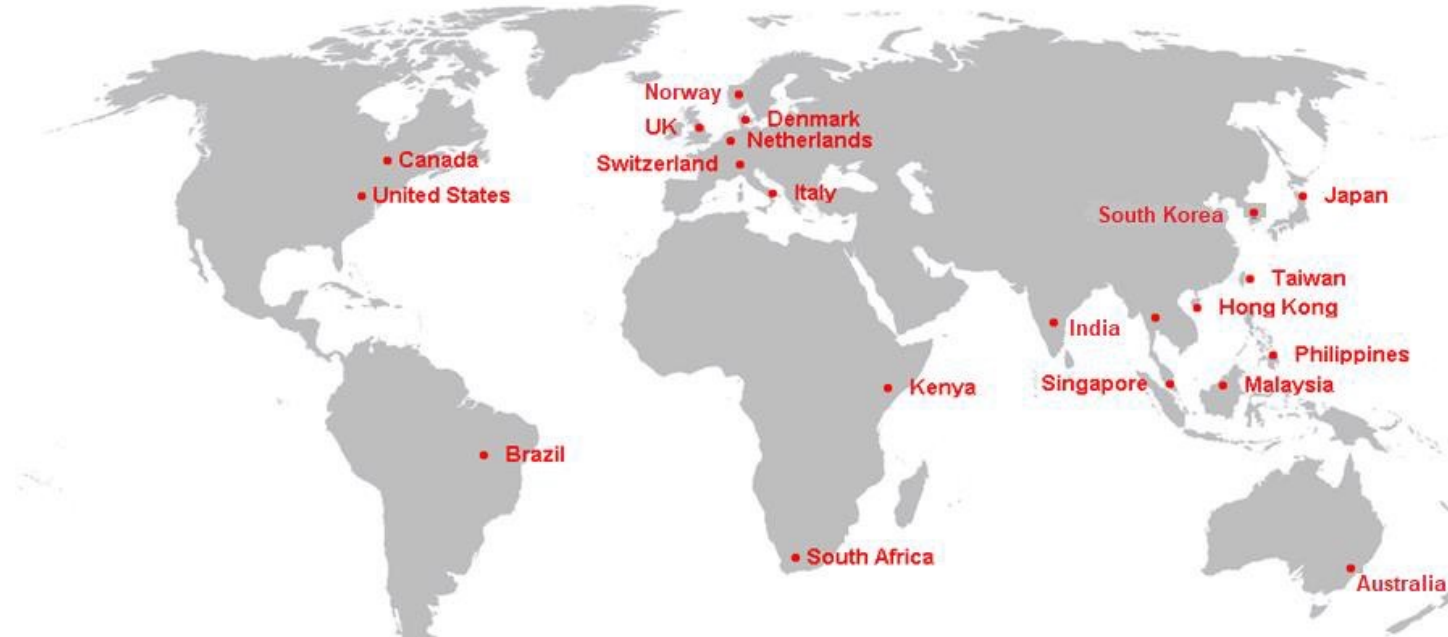 Norway
Denmark
UK
Netherlands
Canada
Switzerland
United States
Italy
Japan
South Korea
Taiwan
Hong Kong
India
Philippines
Singapore
Malaysia
Kenya
Brazil
South Africa
Australia